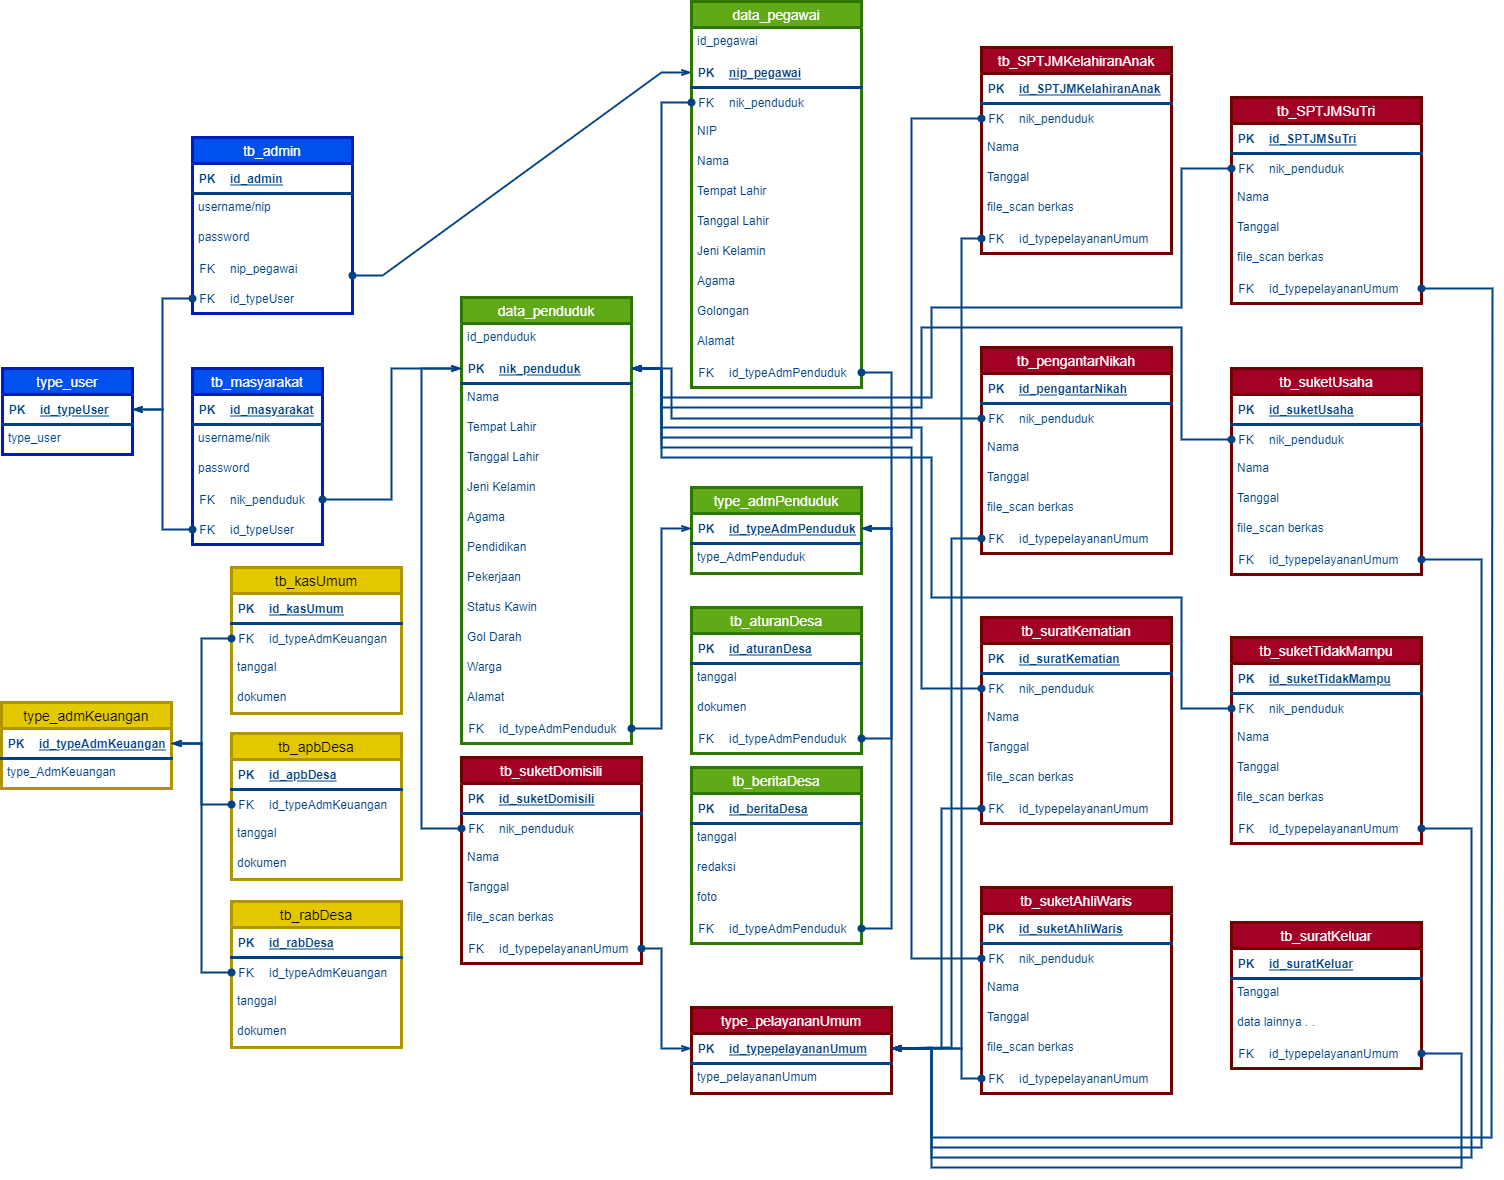 data_pegawai
id_pegawai
PK nip_pegawai
FK nik_penduduk
NIP
Nama
Tempat Lahir
Tanggal Lahir
Jeni Kelamin
Agama
Golongan
Alamat
FK id_typeAdmPenduduk
tb_SPTJMKelahiranAnak
PK id_SPTJMKelahiranAnak
FK nik_penduduk
Nama
Tanggal
file_scan berkas
FK id_typepelayananUmum
tb_SPTJMSuTri
PK id_SPTJMSuTri
FK nik_penduduk
Nama
Tanggal
file_scan berkas
FK id_typepelayananUmum
tb_admin
PK id_admin
username/nip
password
FK nip_pegawai
FK id_typeUser
type_user
PK id_typeUser
type_user
tb_masyarakat
PK id_masyarakat
username/nik
password
FK nik_penduduk
FK id_typeUser
data_penduduk
id_penduduk
PK nik_penduduk
Nama
Tempat Lahir
Tanggal Lahir
Jeni Kelamin
Agama
Pendidikan
Pekerjaan
Status Kawin
Gol Darah
Warga
Alamat
FK id_typeAdmPenduduk
tb_pengantarNikah
PK id_pengantarNikah
FK nik_penduduk
Nama
Tanggal
file_scan berkas
FK id_typepelayananUmum
tb_suketUsaha
PK id_suketUsaha
FK nik_penduduk
Nama
Tanggal
file_scan berkas
FK id_typepelayananUmum
type_admPenduduk
PK id_typeAdmPenduduk
type_AdmPenduduk
tb_kasUmum
PK id_kasUmum
FK id_typeAdmKeuangan
tanggal
dokumen
tb_aturanDesa
PK id_aturanDesa
tanggal
dokumen
FK id_typeAdmPenduduk
tb_suratKematian
PK id_suratKematian
FK nik_penduduk
Nama
Tanggal
file_scan berkas
FK id_typepelayananUmum
tb_suketTidakMampu
PK id_suketTidakMampu
FK nik_penduduk
Nama
Tanggal
file_scan berkas
FK id_typepelayananUmum
type_admKeuangan
PK id_typeAdmKeuangan
type_AdmKeuangan
tb_apbDesa
PK id_apbDesa
FK id_typeAdmKeuangan
tanggal
dokumen
tb_suketDomisili
PK id_suketDomisili
FK nik_penduduk
Nama
Tanggal
file_scan berkas
FK id_typepelayananUmum
tb_beritaDesa
PK id_beritaDesa
tanggal
redaksi
foto
FK id_typeAdmPenduduk
tb_rabDesa
PK id_rabDesa
FK id_typeAdmKeuangan
tanggal
dokumen
tb_suketAhliWaris
PK id_suketAhliWaris
FK nik_penduduk
Nama
Tanggal
file_scan berkas
FK id_typepelayananUmum
tb_suratKeluar
PK id_suratKeluar
Tanggal
data lainnya . .
FK id_typepelayananUmum
type_pelayananUmum
PK id_typepelayananUmum
type_pelayananUmum